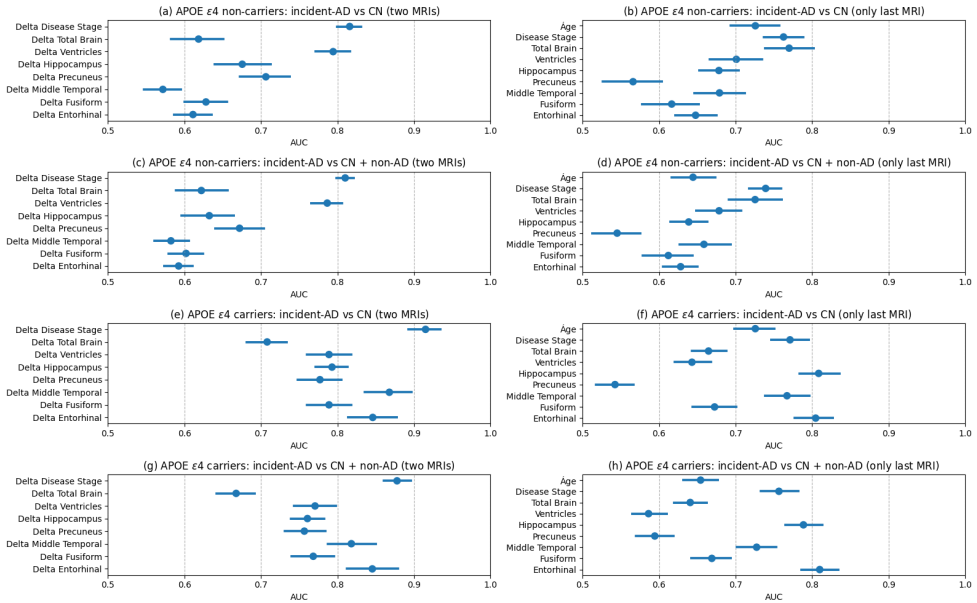 (a) APOE ε4 non-carriers: incident-AD vs CN (two MRIs)
Delta Disease Stage
Delta Total Brain
Delta Ventricles
Delta Hippocampus
Delta Precuneus
Delta Middle Temporal
Delta Fusiform
Delta Entorhinal
0.5 0.6 0.7 0.8 0.9 1.0
AUC
(b) APOE ε4 non-carriers: incident-AD vs CN (only last MRI)
Áge
Disease Stage
Total Brain
Ventricles
Hippocampus
Precuneus
Middle Temporal
Fusiform
Entorhinal
0.5 0.6 0.7 0.8 0.9 1.0
AUC
(c) APOE ε4 non-carriers: incident-AD vs CN + non-AD (two MRIs)
Delta Disease Stage
Delta Total Brain
Delta Ventricles
Delta Hippocampus
Delta Precuneus
Delta Middle Temporal
Delta Fusiform
Delta Entorhinal
0.5 0.6 0.7 0.8 0.9 1.0
AUC
(d) APOE ε4 non-carriers: incident-AD vs CN + non-AD (only last MRI)
Áge
Disease Stage
Total Brain
Ventricles
Hippocampus
Precuneus
Middle Temporal
Fusiform
Entorhinal
0.5 0.6 0.7 0.8 0.9 1.0
AUC
(e) APOE ε4 carriers: incident-AD vs CN (two MRIs)
Delta Disease Stage
Delta Total Brain
Delta Ventricles
Delta Hippocampus
Delta Precuneus
Delta Middle Temporal
Delta Fusiform
Delta Entorhinal
0.5 0.6 0.7 0.8 0.9 1.0
AUC
(f) APOE ε4 carriers: incident-AD vs CN (only last MRI)
Áge
Disease Stage
Total Brain
Ventricles
Hippocampus
Precuneus
Middle Temporal
Fusiform
Entorhinal
0.5 0.6 0.7 0.8 0.9 1.0
AUC
(g) APOE ε4 carriers: incident-AD vs CN + non-AD (two MRIs)
Delta Disease Stage
Delta Total Brain
Delta Ventricles
Delta Hippocampus
Delta Precuneus
Delta Middle Temporal
Delta Fusiform
Delta Entorhinal
0.5 0.6 0.7 0.8 0.9 1.0
AUC
(h) APOE ε4 carriers: incident-AD vs CN + non-AD (only last MRI)
Áge
Disease Stage
Total Brain
Ventricles
Hippocampus
Precuneus
Middle Temporal
Fusiform
Entorhinal
0.5 0.6 0.7 0.8 0.9 1.0
AUC